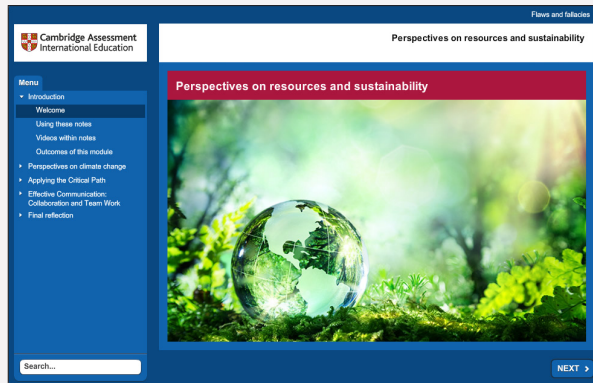 Flaws and fallacies
Cambridge Assessment
International Education
Perspectives on resources and sustainability
Menu
Introduction
Welcome
Using these notes
Videos within notes
Outcomes of this module
Perspectives on climate change
Applying the Critical Path
Effective Communication:
Collaboration and Team Work
Final reflection
Search...
Perspectives on resources and sustainability
NEXT